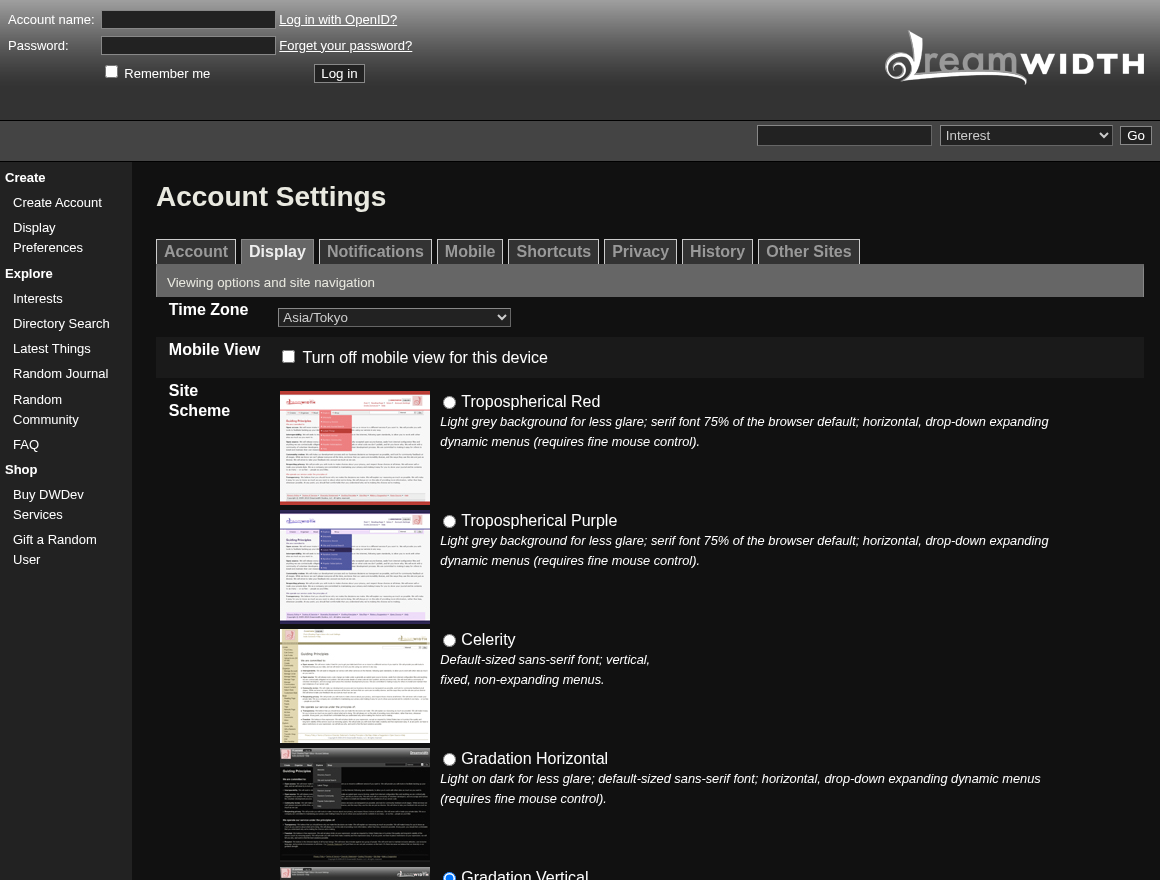 Account name:
Log in with OpenID?
Password:
Forget your password?
Remember me
Log in
dreamwidth
Interest
Go
Create
Create Account
Display
Preferences
Explore
Interests
Directory Search
Latest Things
Random Journal
Random
Community
FAQ
Shop
Buy DWDev
Services
Gift a Random
User
Account Settings
Account
Display
Notifications
Mobile
Shortcuts
Privacy
History
Other Sites
Viewing options and site navigation
Time Zone
Asia/Tokyo
Mobile View
Turn off mobile view for this device
Site
Scheme
Tropospherical Red
Light grey background for less glare; serif font 75% of the browser default; horizontal, drop-down expanding
dynamic menus (requires fine mouse control).
Tropospherical Purple
Light grey background for less glare; serif font 75% of the browser default; horizontal, drop-down expanding
dynamic menus (requires fine mouse control).
Celerity
Default-sized sans-serif font; vertical,
fixed, non-expanding menus.
Gradation Horizontal
Light on dark for less glare; default-sized sans-serif font; horizontal, drop-down expanding dynamic menus
(requires fine mouse control).
Gradation Vertical